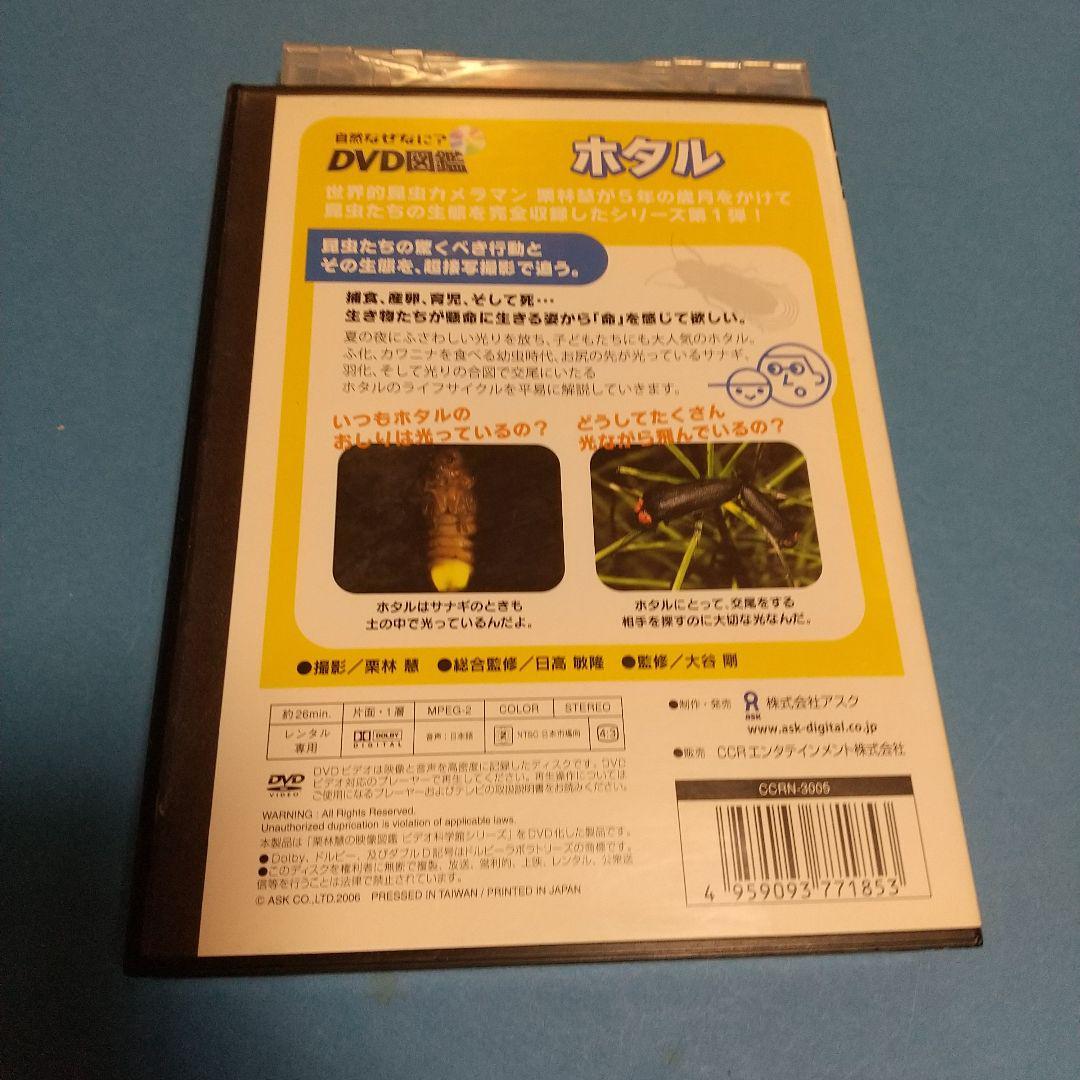 自然なぜなに?
DVD図鑑
ホタル
世界的昆虫カメラマン 栗林慧が5年の歳月をかけて
昆虫たちの生態を完全収録したシリーズ第1弾!
昆虫たちの驚くべき行動と
その生態を、超接写撮影で追う。
捕食、産卵、育児、そして死…
生き物たちが懸命に生きる姿から「命」を感じて欲しい。
夏の夜にふさわしい光りを放ち、子どもたちにも大人気のホタル。
ふ化、カワニナを食べる幼虫時代、お尻の先が光っているサナギ、
羽化、そして光りの合図で交尾にいたる
ホタルのライフサイクルを平易に解説していきます。
いつもホタルの
おしりは光っているの?
どうしてたくさん
光ながら飛んでいるの?
ホタルはサナギのときも
土の中で光っているんだよ。
ホタルにとって、交尾をする
相手を探すのに大切な光なんだ。
●撮影/栗林 慧 ●総合監修/日高 敏隆 ●監修/大谷 剛
約26min. 片面・1層 MPEG-2 COLOR STEREO
レンタル専用 DOLBY DIGITAL 音声:日本語 2 NTSC 日本市場向 4:3
●制作・発売 ASK 株式会社アスク
www.ask-digital.co.jp
●販売 CCRエンタテインメント株式会社
DVD VIDEO
DVDビデオは映像と音声を高密度に記録したディスクです。DVD
ビデオ対応のプレーヤーで再生してください。再生操作については
ご使用になるプレーヤーおよびテレビの取扱説明書をお読みください。
WARNING : All Rights Reserved.
Unauthorized duprication is violation of applicable laws.
本製品は「栗林慧の映像図鑑 ビデオ科学館シリーズ」をDVD化した製品です。
●Dolby、ドルビー、及びダブルD記号はドルビーラボラトリーズの商標です。
●このディスクを権利者に無断で複製、放送、営利的、上映、レンタル、公衆送
信等を行うことは法律で禁止されています。
© ASK CO.,LTD.2006 PRESSED IN TAIWAN / PRINTED IN JAPAN
CCRN-3005
4 959093 771853